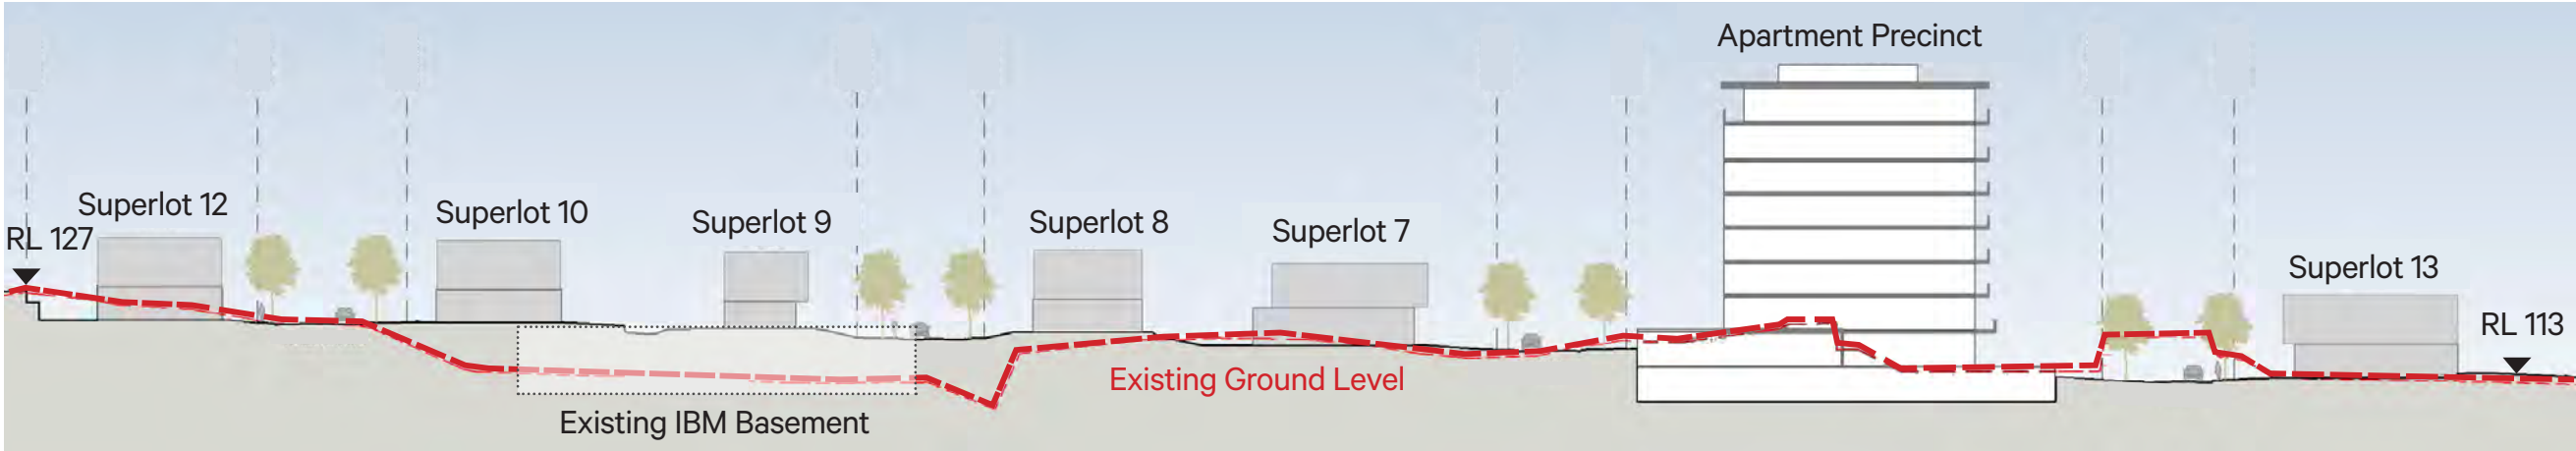 Apartment Precinct
Superlot 12
Superlot 10
Superlot 9
Superlot 8
Superlot 7
RL 127
Superlot 13
RL 113
Existing Ground Level
Existing IBM Basement